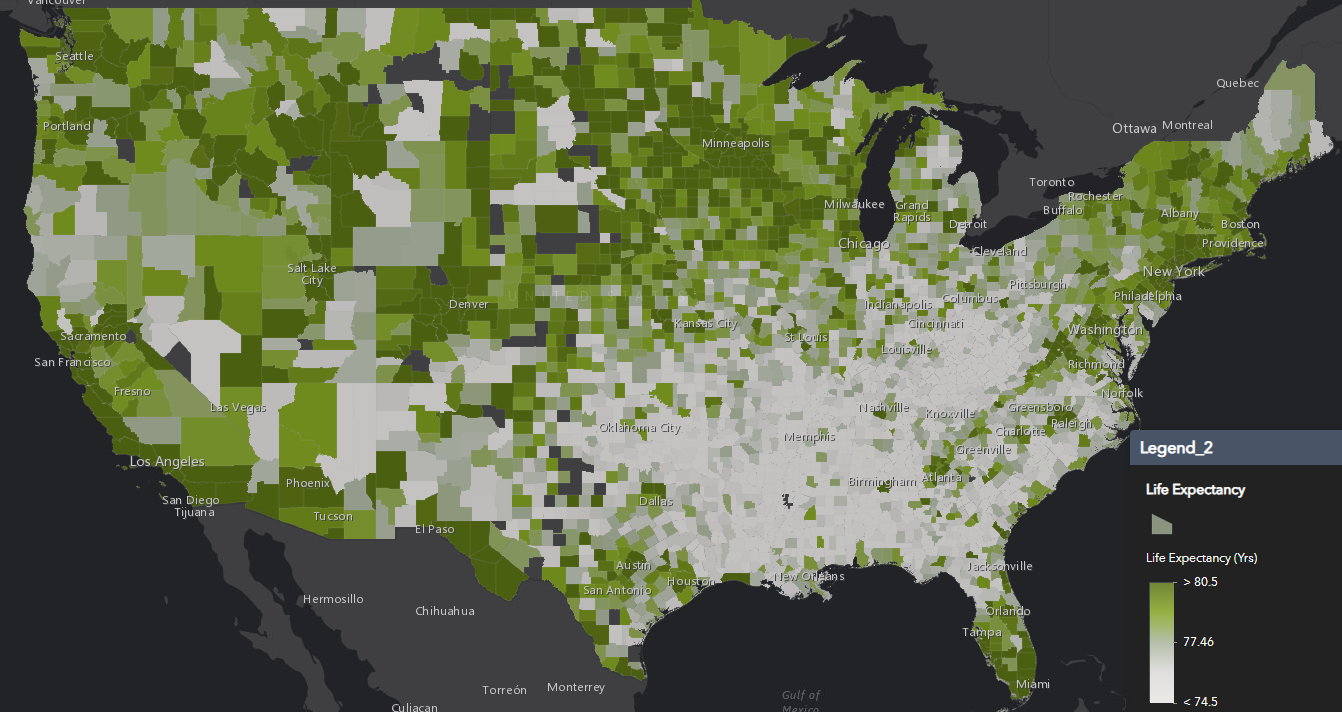 Vancouver
Seattle
Quebec
Portland
Ottawa
Montreal
Minneapolis
Toronto
Rochester
Milwaukee
Grand
Rapids
Buffalo
Albany
Detroit
Boston
Chicago
Cleveland
Providence
Salt Lake
City
New York
Pittsburgh
Denver
UNITED STATES
Indianapolis
Columbus
Philadelphia
Kansas City
Cincinnati
Washington
Sacramento
St Louis
Louisville
San Francisco
Richmond
Fresno
Norfolk
Las Vegas
Nashville
Knoxville
Greensboro
Oklahoma City
Memphis
Charlotte
Raleigh
Legend_2
Greenville
Los Angeles
Phoenix
Birmingham
Atlanta
Life Expectancy
San Diego
Tijuana
Dallas
Tucson
El Paso
Life Expectancy (Yrs)
Austin
Jacksonville
Houston
New Orleans
> 80.5
San Antonio
Hermosillo
Chihuahua
Orlando
Tampa
77.46
Torreón
Monterrey
Miami
Gulf of
Mexico
< 74.5
Culiacan